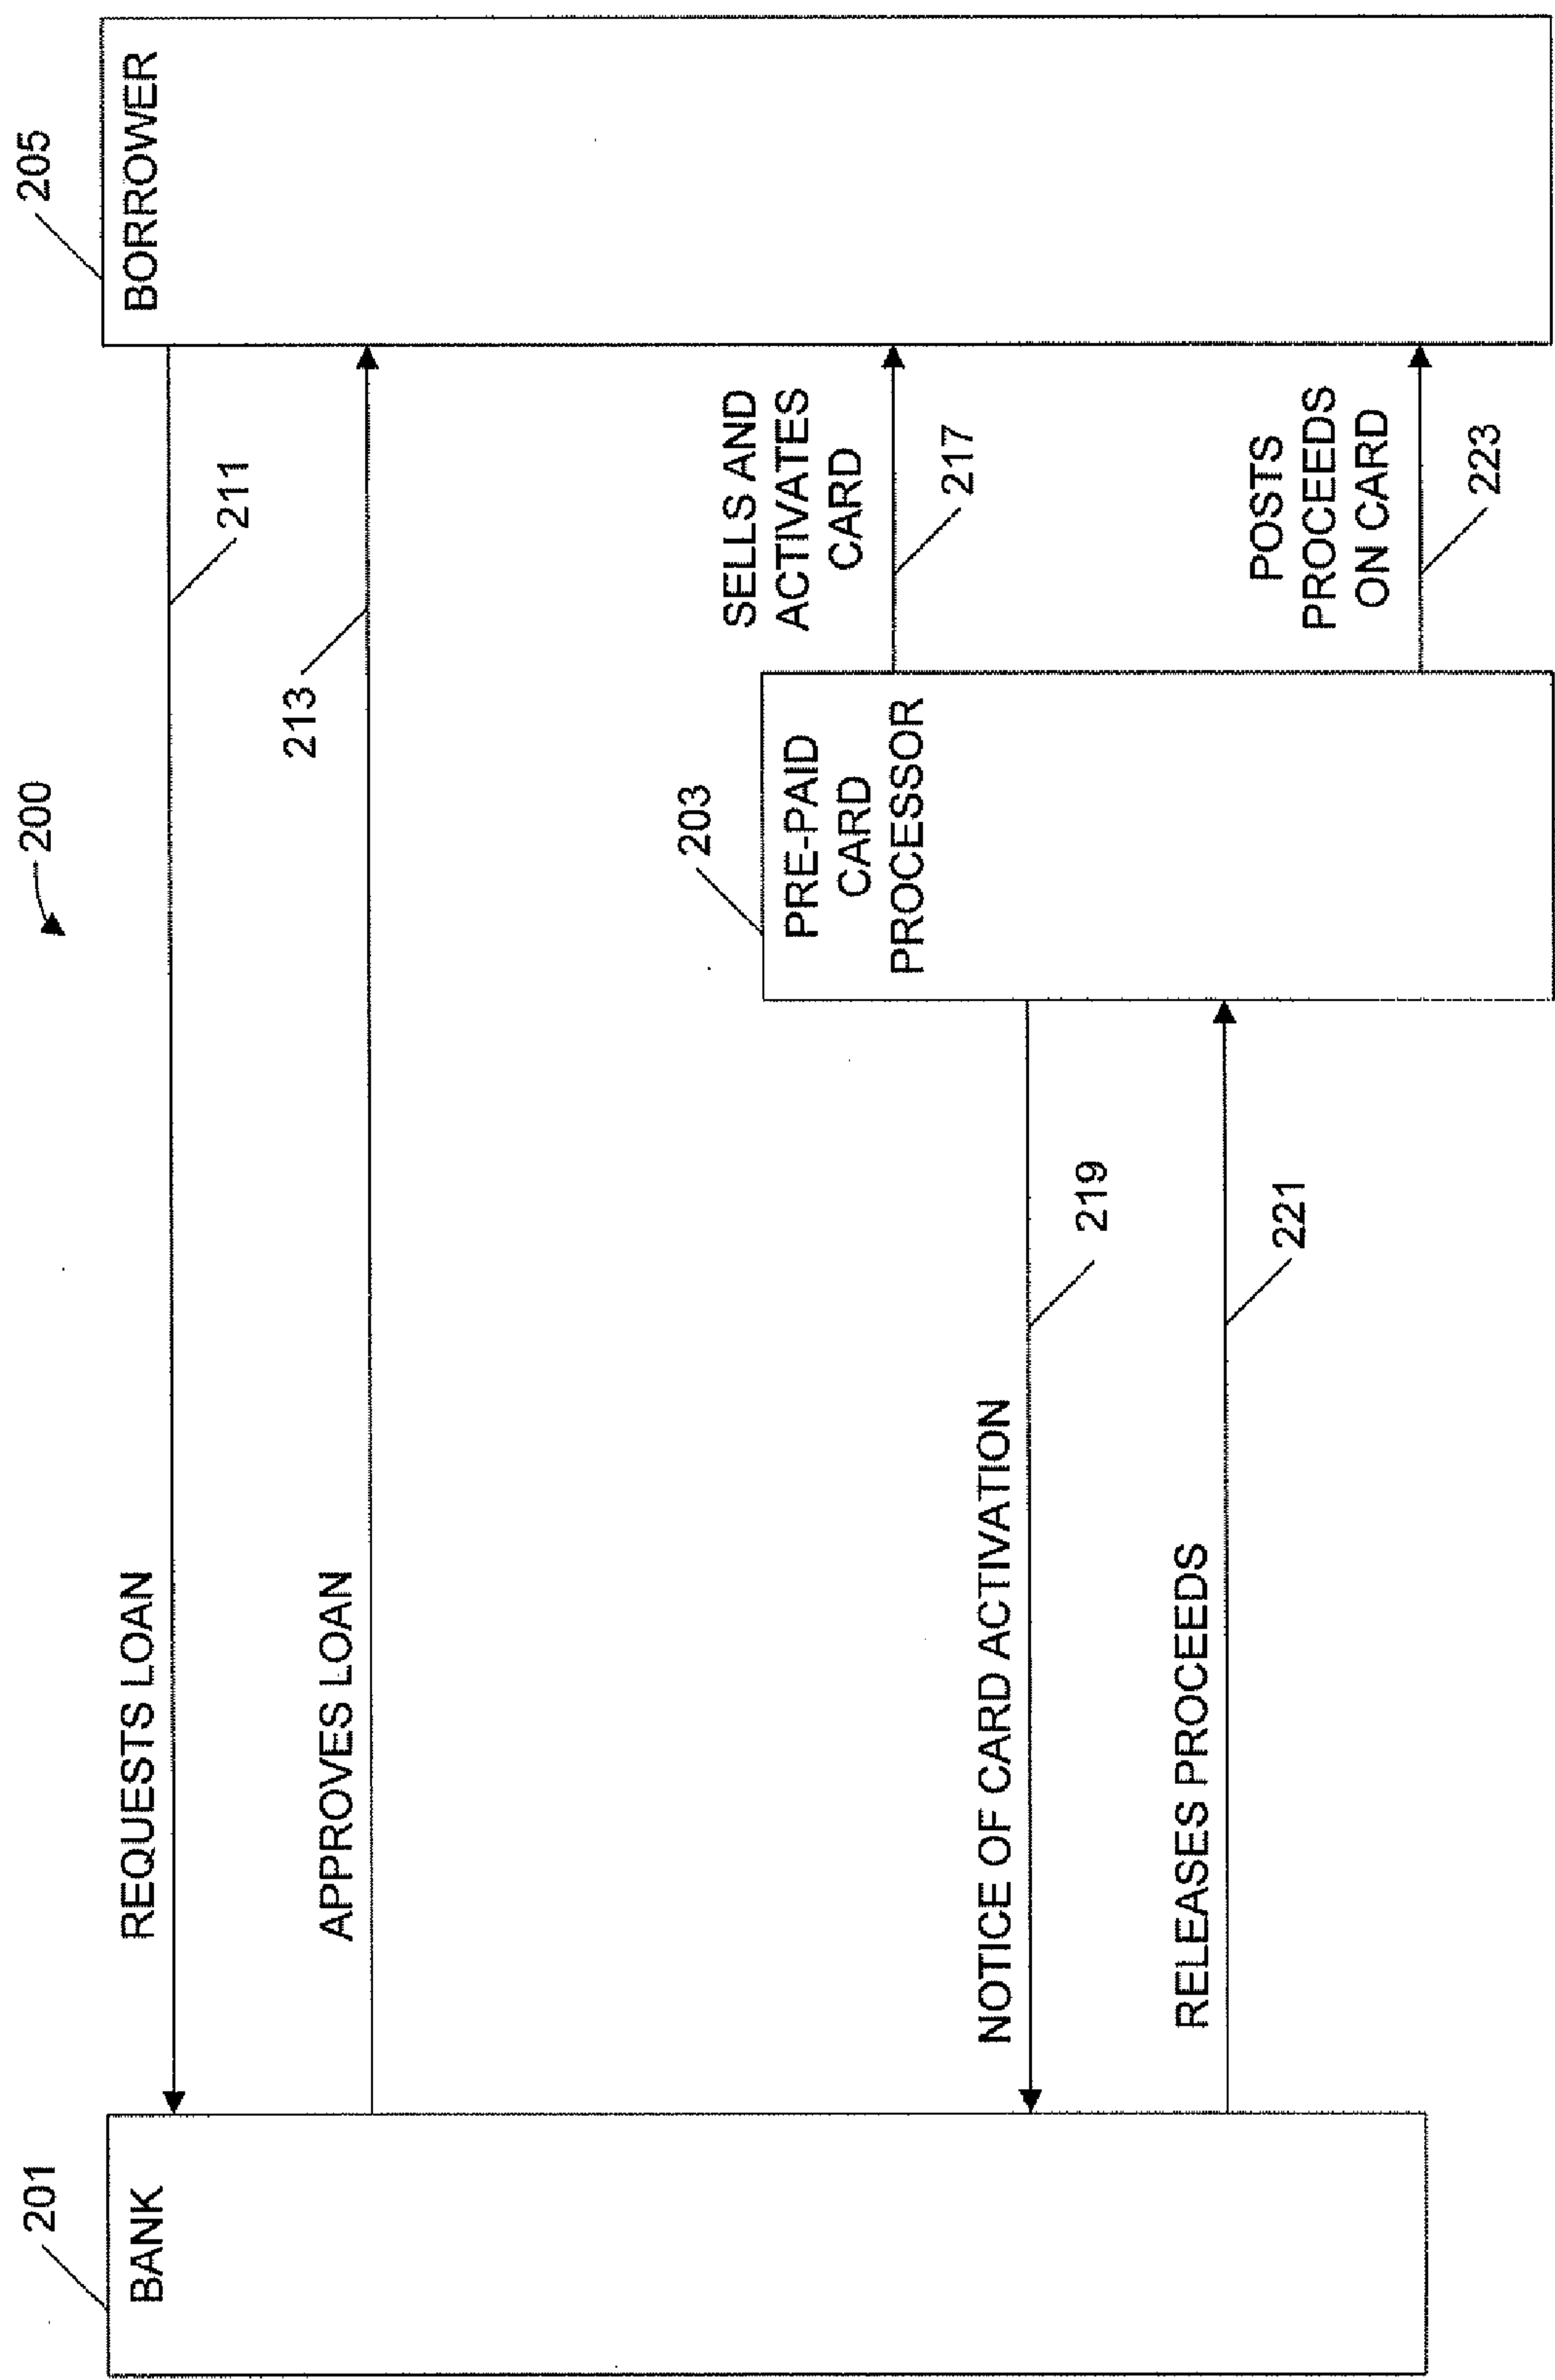 200
201
BANK
203
PRE-PAID
CARD
PROCESSOR
205
BORROWER
REQUESTS LOAN
211
APPROVES LOAN
213
SELLS AND
ACTIVATES
CARD
217
NOTICE OF CARD ACTIVATION
219
RELEASES PROCEEDS
221
POSTS
PROCEEDS
ON CARD
223